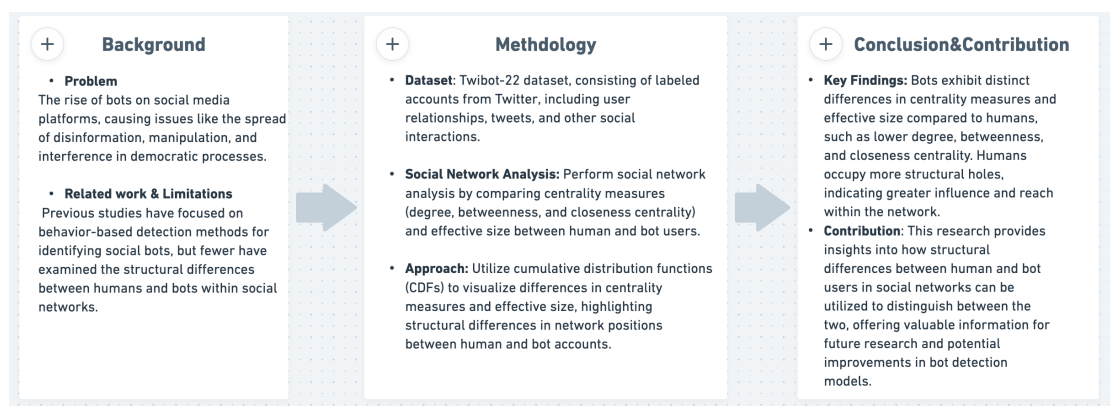 Background
• Problem
The rise of bots on social media
platforms, causing issues like the spread
of disinformation, manipulation, and
interference in democratic processes.
• Related work & Limitations
Previous studies have focused on
behavior-based detection methods for
identifying social bots, but fewer have
examined the structural differences
between humans and bots within social
networks.
Methdology
• Dataset: Twibot-22 dataset, consisting of labeled
accounts from Twitter, including user
relationships, tweets, and other social
interactions.
• Social Network Analysis: Perform social network
analysis by comparing centrality measures
(degree, betweenness, and closeness centrality)
and effective size between human and bot users.
• Approach: Utilize cumulative distribution functions
(CDFs) to visualize differences in centrality
measures and effective size, highlighting
structural differences in network positions
between human and bot accounts.
Conclusion&Contribution
• Key Findings: Bots exhibit distinct
differences in centrality measures and
effective size compared to humans,
such as lower degree, betweenness,
and closeness centrality. Humans
occupy more structural holes,
indicating greater influence and reach
within the network.
• Contribution: This research provides
insights into how structural
differences between human and bot
users in social networks can be
utilized to distinguish between the
two, offering valuable information for
future research and potential
improvements in bot detection
models.